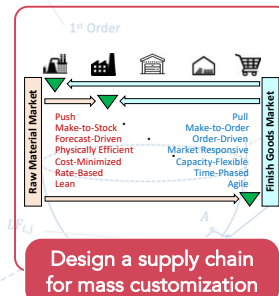 1st Order
Raw Material Market
Finish Goods Market
Push
Make-to-Stock
Forecast-Driven
Physically Efficient
Cost-Minimized
Rate-Based
Lean
Pull
Make-to-Order
Order-Driven
Market Responsive
Capacity-Flexible
Time-Phased
Agile
LFi,j
A
Design a supply chain
for mass customization